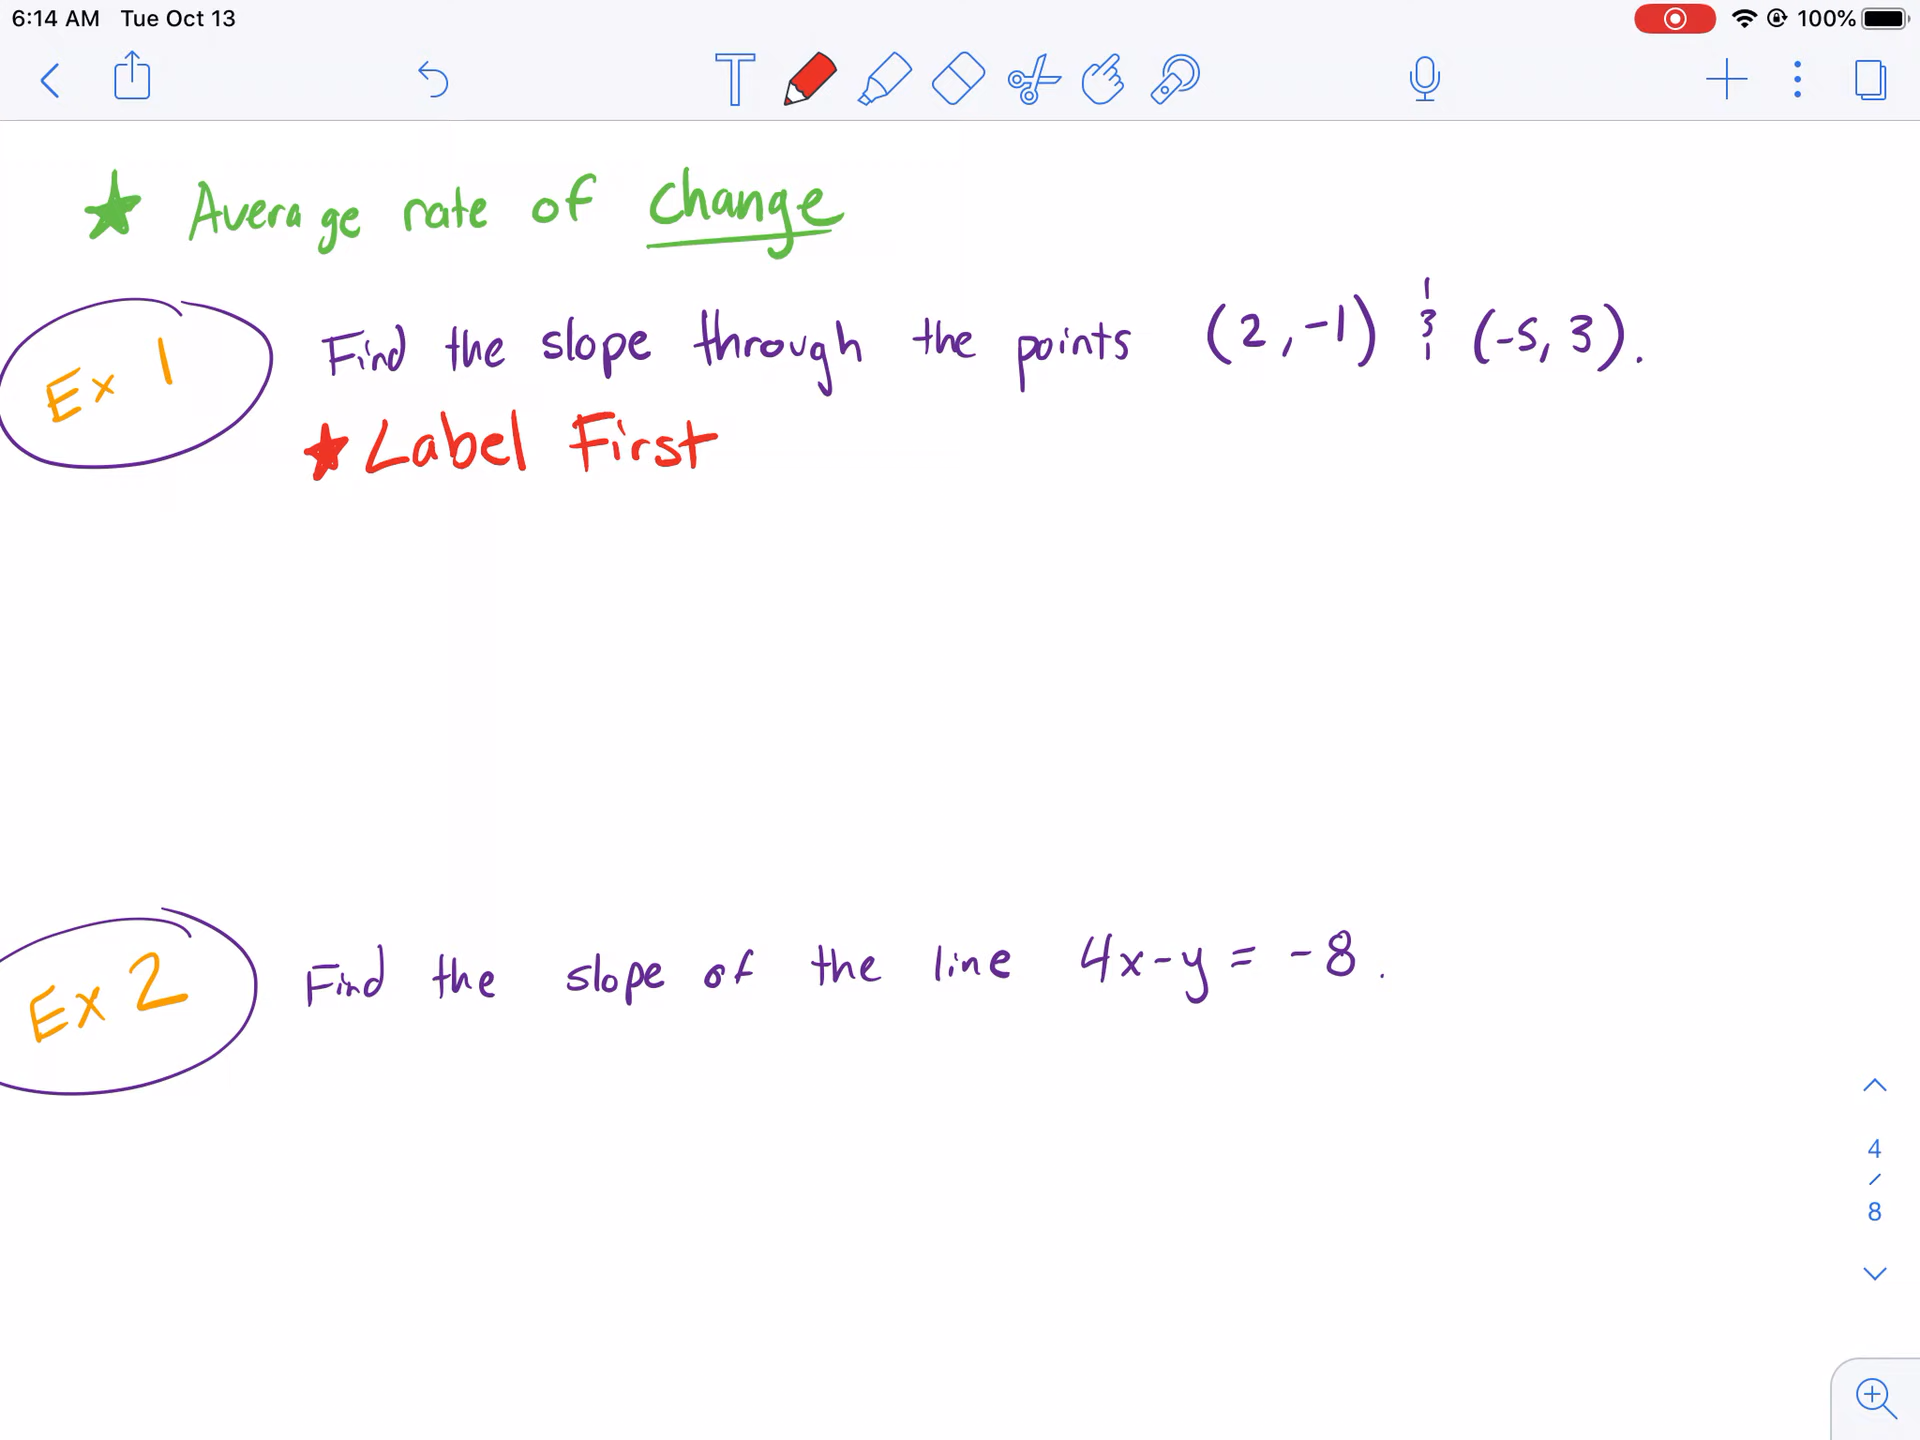 6:14 AM Tue Oct 13 100%
T
★ Average rate of change
Ex 1 Find the slope through the points (2,-1) & (-5, 3).
★ Label First
Ex 2 Find the slope of the line 4x-y = -8.
4
/
8